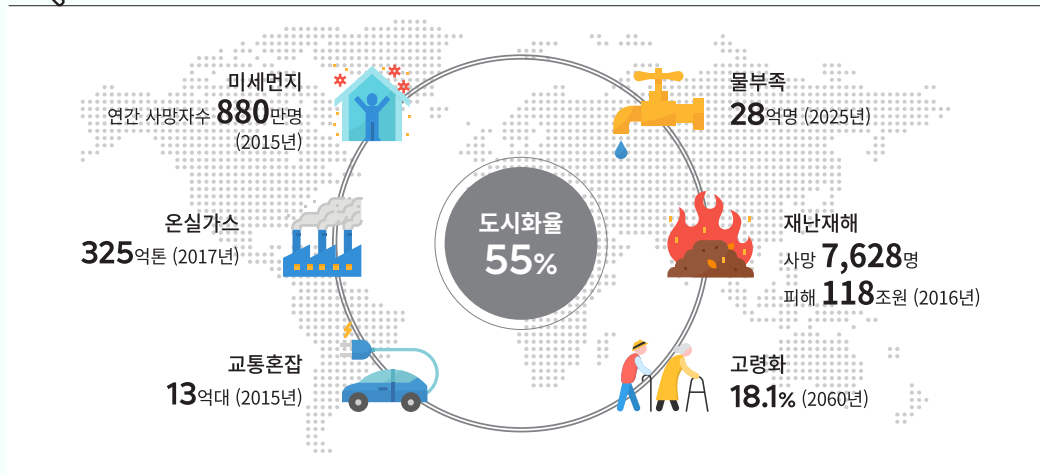 미세먼지
연간 사망자수 880만명
(2015년)
물부족
28억명 (2025년)
온실가스
325억톤 (2017년)
도시화율
55%
재난재해
사망 7,628명
피해 118조원 (2016년)
교통혼잡
13억대 (2015년)
고령화
18.1% (2060년)